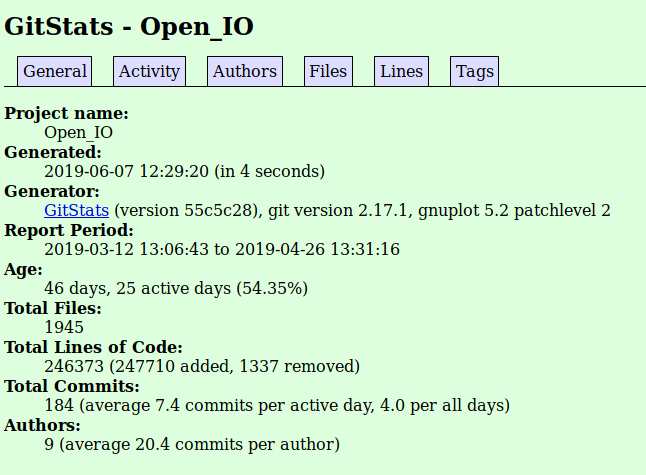 GitStats - Open_IO
General Activity Authors Files Lines Tags
Project name:
Open_IO
Generated:
2019-06-07 12:29:20 (in 4 seconds)
Generator:
GitStats (version 55c5c28), git version 2.17.1, gnuplot 5.2 patchlevel 2
Report Period:
2019-03-12 13:06:43 to 2019-04-26 13:31:16
Age:
46 days, 25 active days (54.35%)
Total Files:
1945
Total Lines of Code:
246373 (247710 added, 1337 removed)
Total Commits:
184 (average 7.4 commits per active day, 4.0 per all days)
Authors:
9 (average 20.4 commits per author)